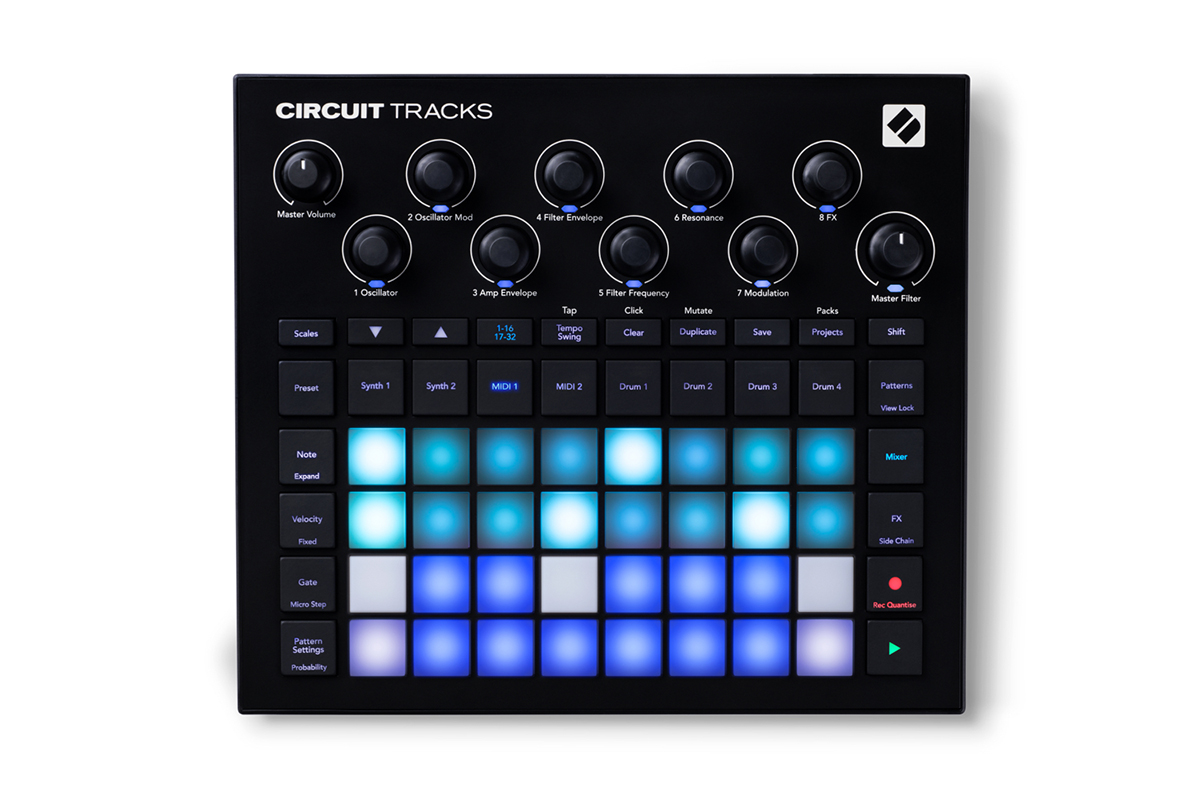 CIRCUIT TRACKS
Master Volume
2 Oscillator Mod
4 Filter Envelope
6 Resonance
8 FX
1 Oscillator
3 Amp Envelope
5 Filter Frequency
7 Modulation
Master Filter
Tap
Click
Mutate
Packs
Scales
1-16
17-32
Tempo
Swing
Clear
Duplicate
Save
Projects
Shift
Preset
Synth 1
Synth 2
MIDI 1
MIDI 2
Drum 1
Drum 2
Drum 3
Drum 4
Patterns
View Lock
Note
Expand
Mixer
Velocity
Fixed
FX
Side Chain
Gate
Micro Step
Rec Quantise
Pattern
Settings
Probability